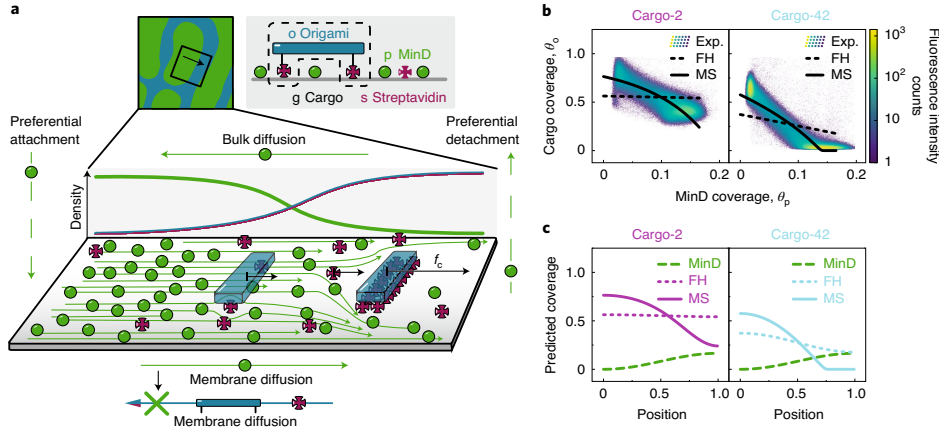 a
o Origami
p MinD
g Cargo
s Streptavidin
Preferential
attachment
Bulk diffusion
Preferential
detachment
Density
f_c
Membrane diffusion
Membrane diffusion
b
Cargo-2
Cargo-42
Cargo coverage, θ_o
1.0
0.5
0
Exp.
FH
MS
Exp.
FH
MS
0
0.1
0.2
0
0.1
0.2
MinD coverage, θ_p
10^3
10^2
10
1
Fluorescence intensity
counts
c
Cargo-2
Cargo-42
Predicted coverage
1.0
0.5
0
MinD
FH
MS
MinD
FH
MS
0
0.5
1.0
0
0.5
1.0
Position
Position